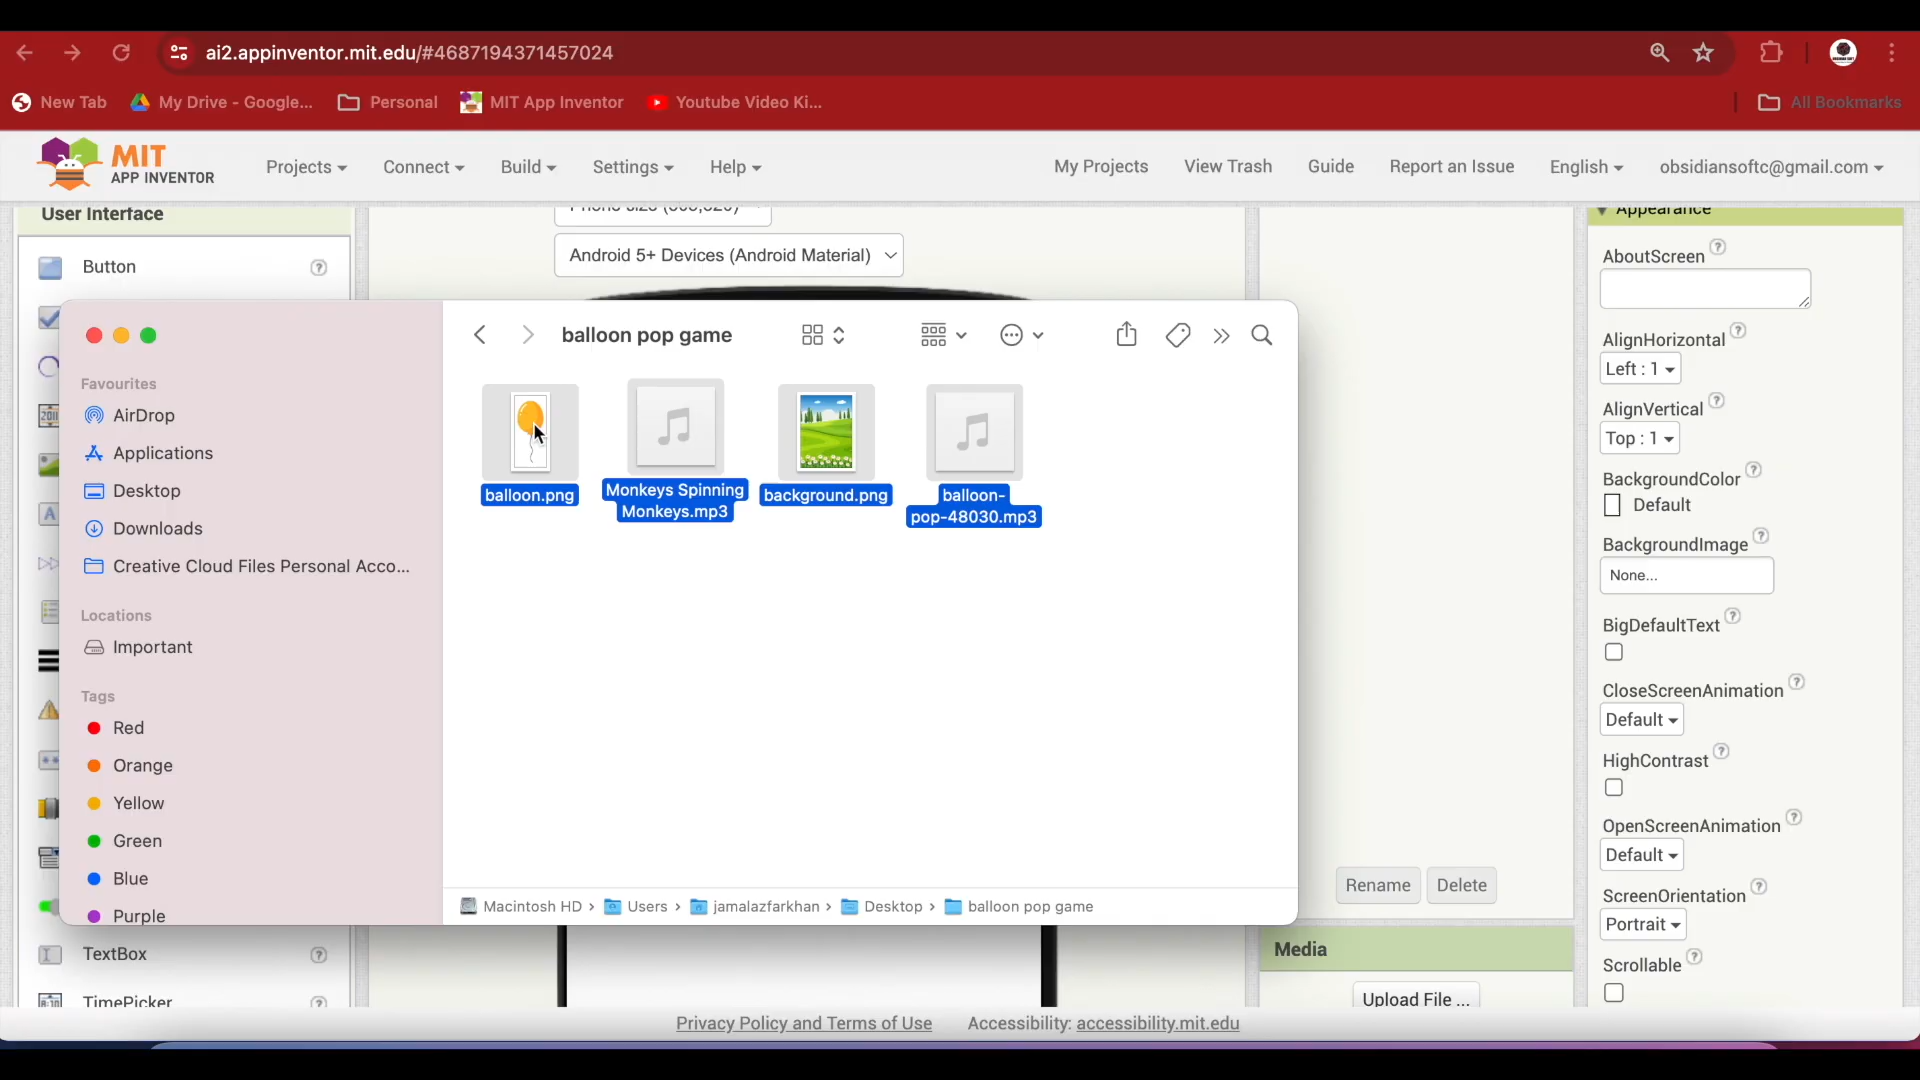 ai2.appinventor.mit.edu/#4687194371457024
New Tab
My Drive - Google...
Personal
MIT App Inventor
Youtube Video Ki...
All Bookmarks
MIT
APP INVENTOR
Projects
Connect
Build
Settings
Help
My Projects
View Trash
Guide
Report an Issue
English
obsidiansoftc@gmail.com
User Interface
Button
?
Android 5+ Devices (Android Material)
balloon pop game
Favourites
AirDrop
Applications
Desktop
Downloads
Creative Cloud Files Personal Acco...
Locations
Important
Tags
Red
Orange
Yellow
Green
Blue
Purple
balloon.png
Monkeys Spinning
Monkeys.mp3
background.png
balloon-
pop-48030.mp3
Macintosh HD
Users
jamalazfarkhan
Desktop
balloon pop game
TextBox
?
TimePicker
?
Rename
Delete
Media
Upload File ...
Appearance
AboutScreen
?
AlignHorizontal
?
Left : 1
AlignVertical
?
Top : 1
BackgroundColor
?
Default
BackgroundImage
?
None...
BigDefaultText
?
CloseScreenAnimation
?
Default
HighContrast
?
OpenScreenAnimation
?
Default
ScreenOrientation
?
Portrait
Scrollable
?
Privacy Policy and Terms of Use
Accessibility: accessibility.mit.edu